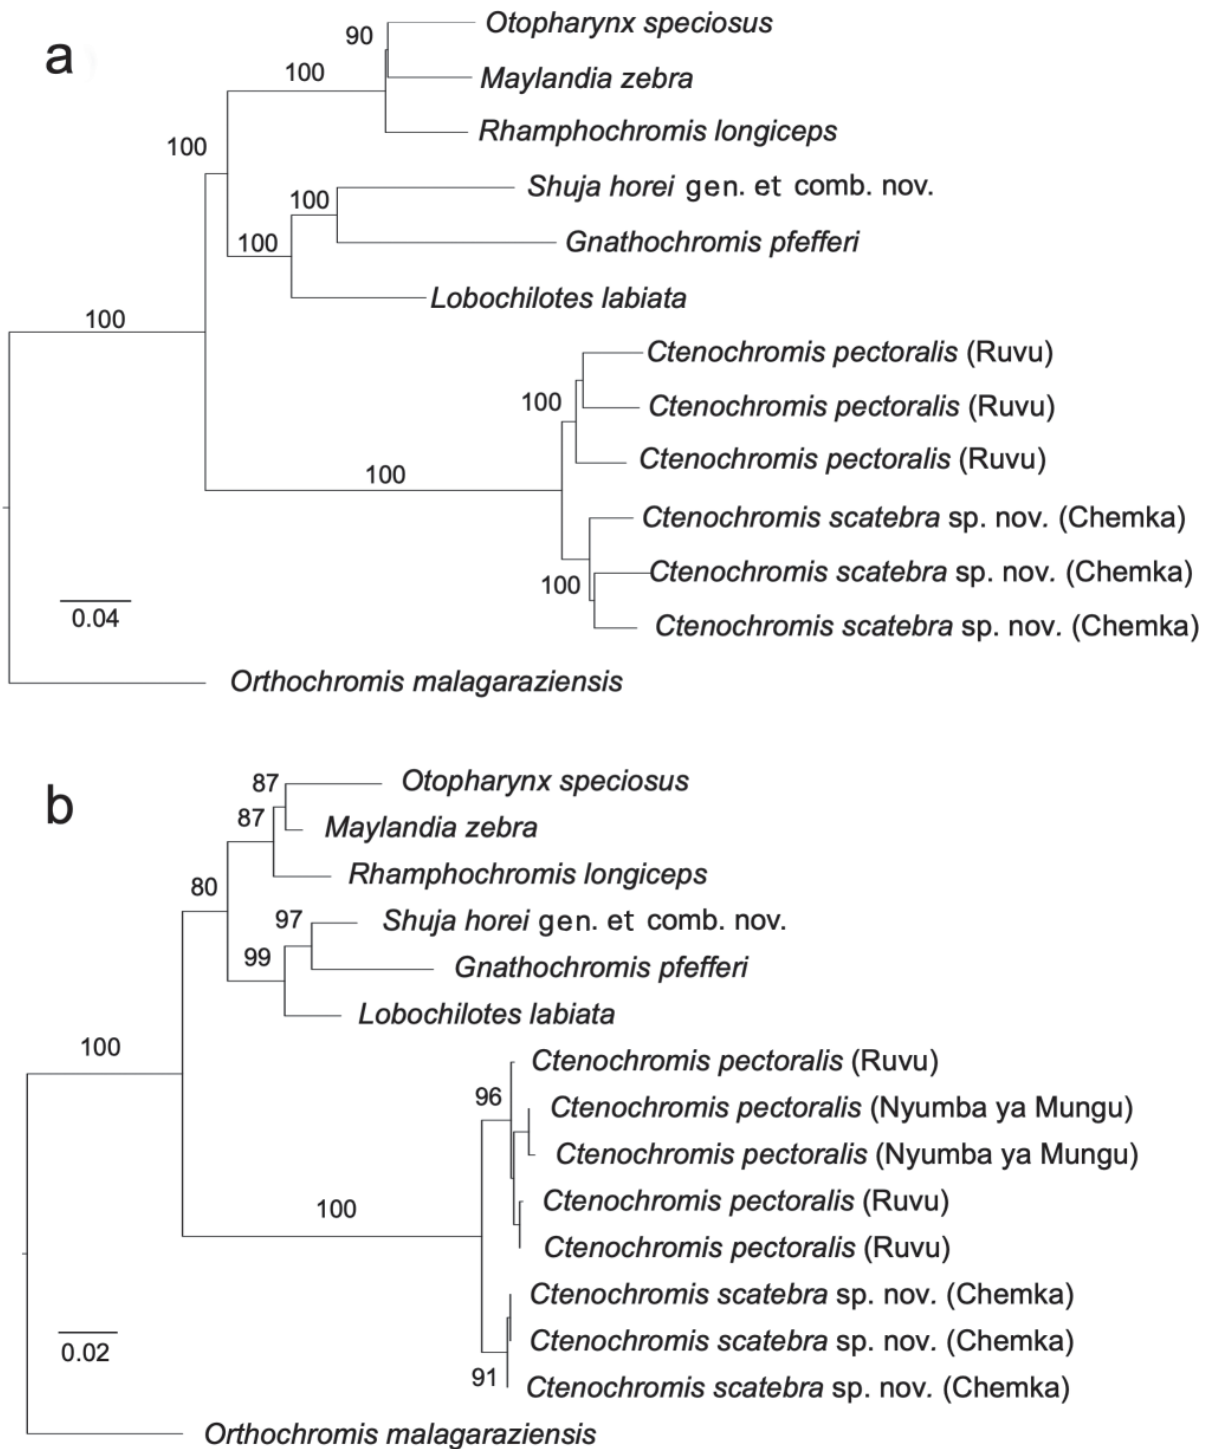 a
90
Otopharynx speciosus
100
Maylandia zebra
Rhamphochromis longiceps
100
100
Shuja horei gen. et comb. nov.
100
Gnathochromis pfefferi
Lobochilotes labiata
100
Ctenochromis pectoralis (Ruvu)
100
Ctenochromis pectoralis (Ruvu)
Ctenochromis pectoralis (Ruvu)
100
Ctenochromis scatebra sp. nov. (Chemka)
100
Ctenochromis scatebra sp. nov. (Chemka)
0.04
Ctenochromis scatebra sp. nov. (Chemka)
Orthochromis malagaraziensis
b
87
Otopharynx speciosus
87
Maylandia zebra
80
Rhamphochromis longiceps
97
Shuja horei gen. et comb. nov.
99
Gnathochromis pfefferi
Lobochilotes labiata
100
Ctenochromis pectoralis (Ruvu)
96
Ctenochromis pectoralis (Nyumba ya Mungu)
Ctenochromis pectoralis (Nyumba ya Mungu)
100
Ctenochromis pectoralis (Ruvu)
Ctenochromis pectoralis (Ruvu)
Ctenochromis scatebra sp. nov. (Chemka)
0.02
Ctenochromis scatebra sp. nov. (Chemka)
91
Ctenochromis scatebra sp. nov. (Chemka)
Orthochromis malagaraziensis